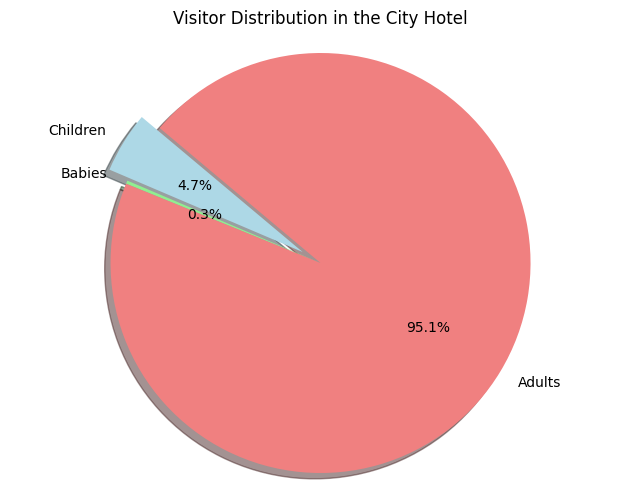 Visitor Distribution in the City Hotel
Children
Babies
4.7%
0.3%
95.1%
Adults